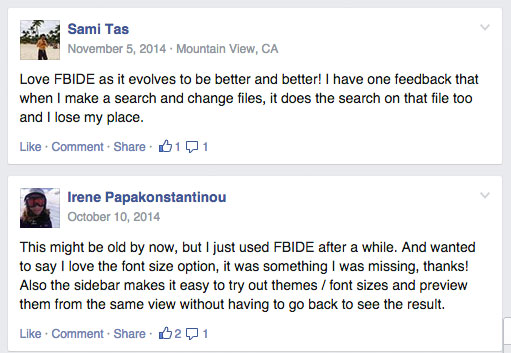 Sami Tas
November 5, 2014 · Mountain View, CA
Love FBIDE as it evolves to be better and better! I have one feedback that
when I make a search and change files, it does the search on that file too
and I lose my place.
Like · Comment · Share · 1 1
Irene Papakonstantinou
October 10, 2014
This might be old by now, but I just used FBIDE after a while. And wanted
to say I love the font size option, it was something I was missing, thanks!
Also the sidebar makes it easy to try out themes / font sizes and preview
them from the same view without having to go back to see the result.
Like · Comment · Share · 2 1